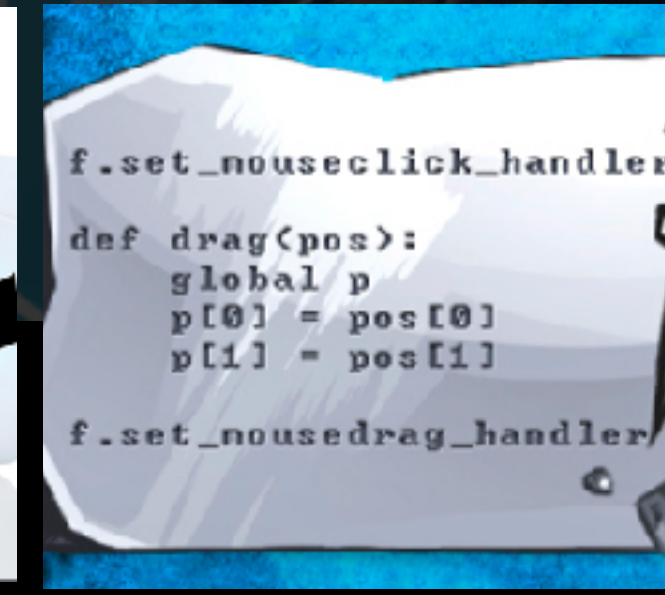 f.set_mouseclick_handler
def drag(pos):
    global p
    p[0] = pos[0]
    p[1] = pos[1]
f.set_mousedrag_handler